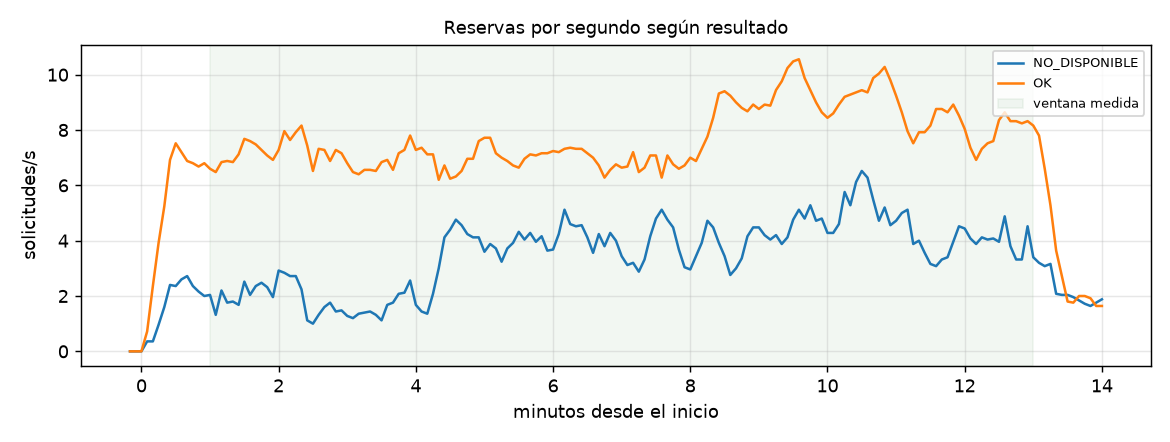 Reservas por segundo según resultado
NO_DISPONIBLE
OK
ventana medida
solicitudes/s
10
8
6
4
2
0
0 2 4 6 8 10 12 14
minutos desde el inicio